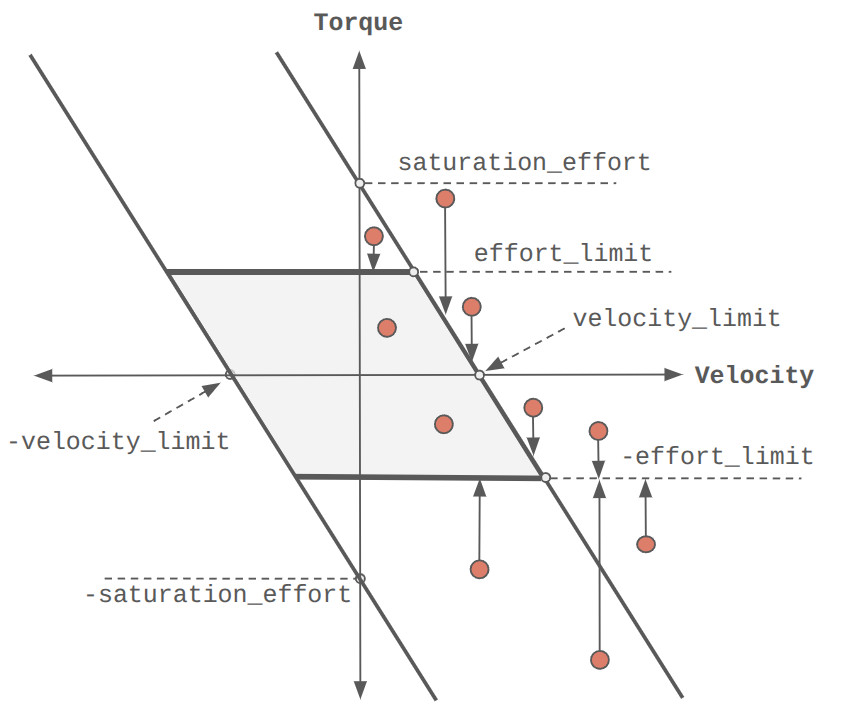 Torque
saturation_effort
effort_limit
velocity_limit
Velocity
-velocity_limit
-effort_limit
-saturation_effort